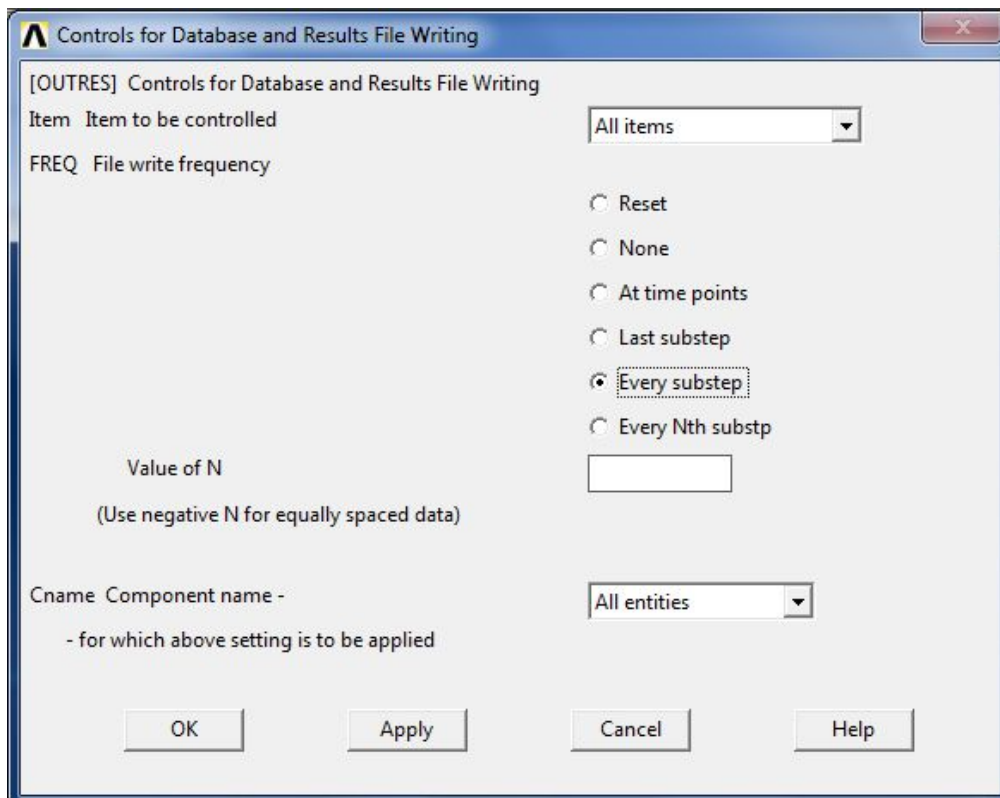 Controls for Database and Results File Writing
[OUTRES] Controls for Database and Results File Writing
Item Item to be controlled
All items
FREQ File write frequency
Reset
None
At time points
Last substep
Every substep
Every Nth substp
Value of N
(Use negative N for equally spaced data)
Cname Component name -
All entities
- for which above setting is to be applied
OK Apply Cancel Help